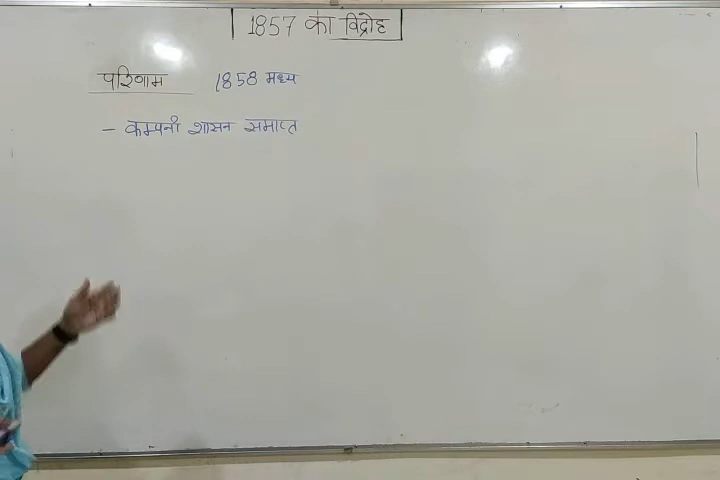 1857 का विद्रोह
परिणाम 1858 मध्य
- कम्पनी शासन समाप्त